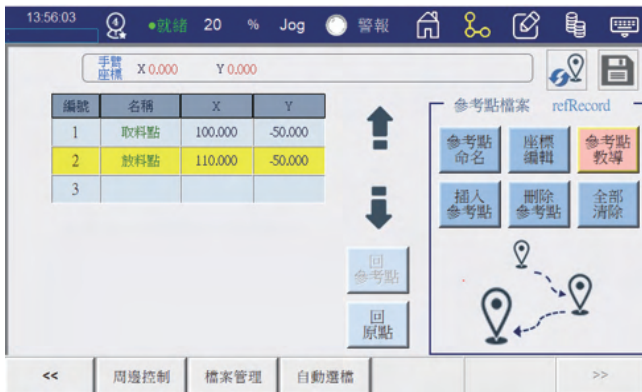 13:56:03 4 ●就緒 20 % Jog 警報
手臂座標 X 0.000 Y 0.000
編號 名稱 X Y
1 取料點 100.000 -50.000
2 放料點 110.000 -50.000
3
回
參考點
回
原點
參考點檔案 refRecord
參考點
命名
座標
編輯
參考點
教導
插入
參考點
刪除
參考點
全部
清除
<< 周邊控制 檔案管理 自動選檔 >>